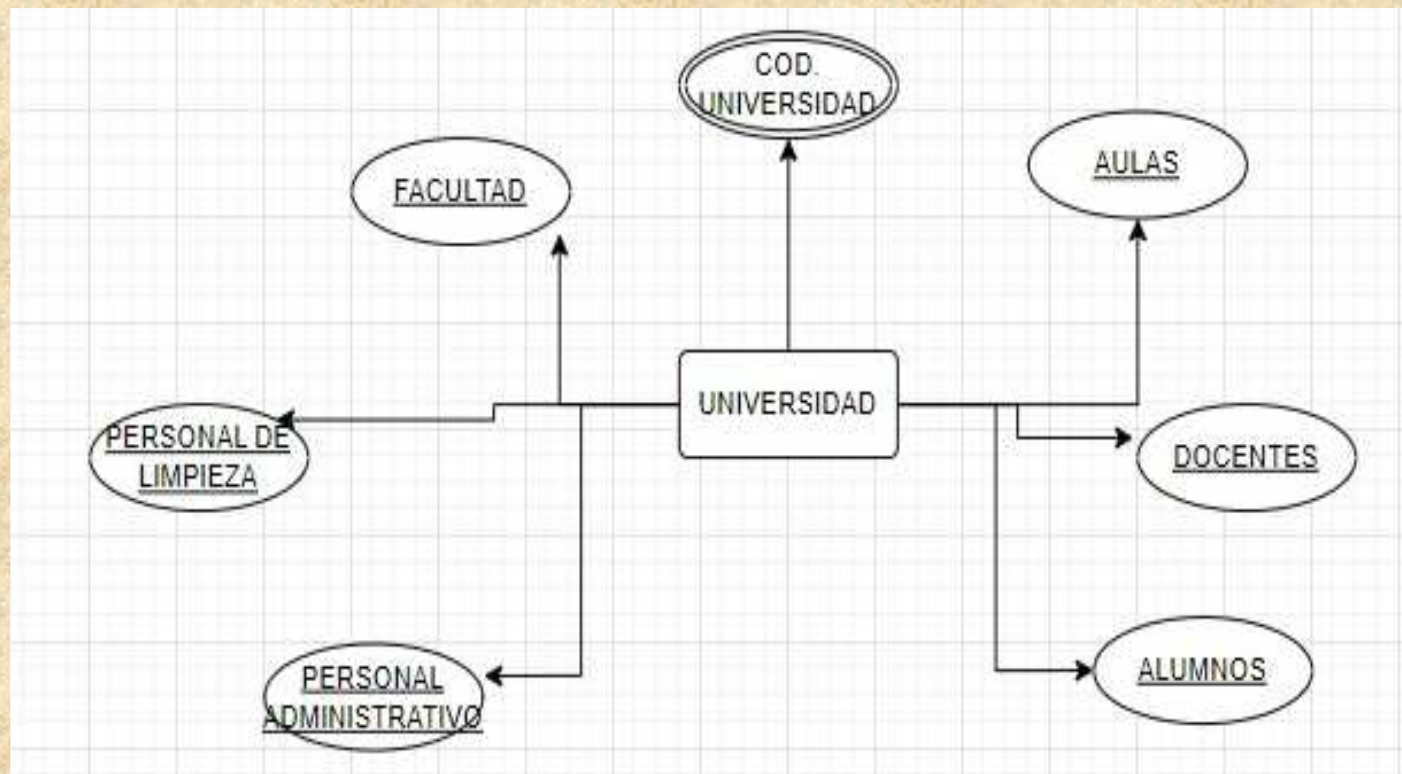 COD.
UNIVERSIDAD
AULAS
FACULTAD
UNIVERSIDAD
PERSONAL DE
LIMPIEZA
DOCENTES
PERSONAL
ADMINISTRATIVO
ALUMNOS